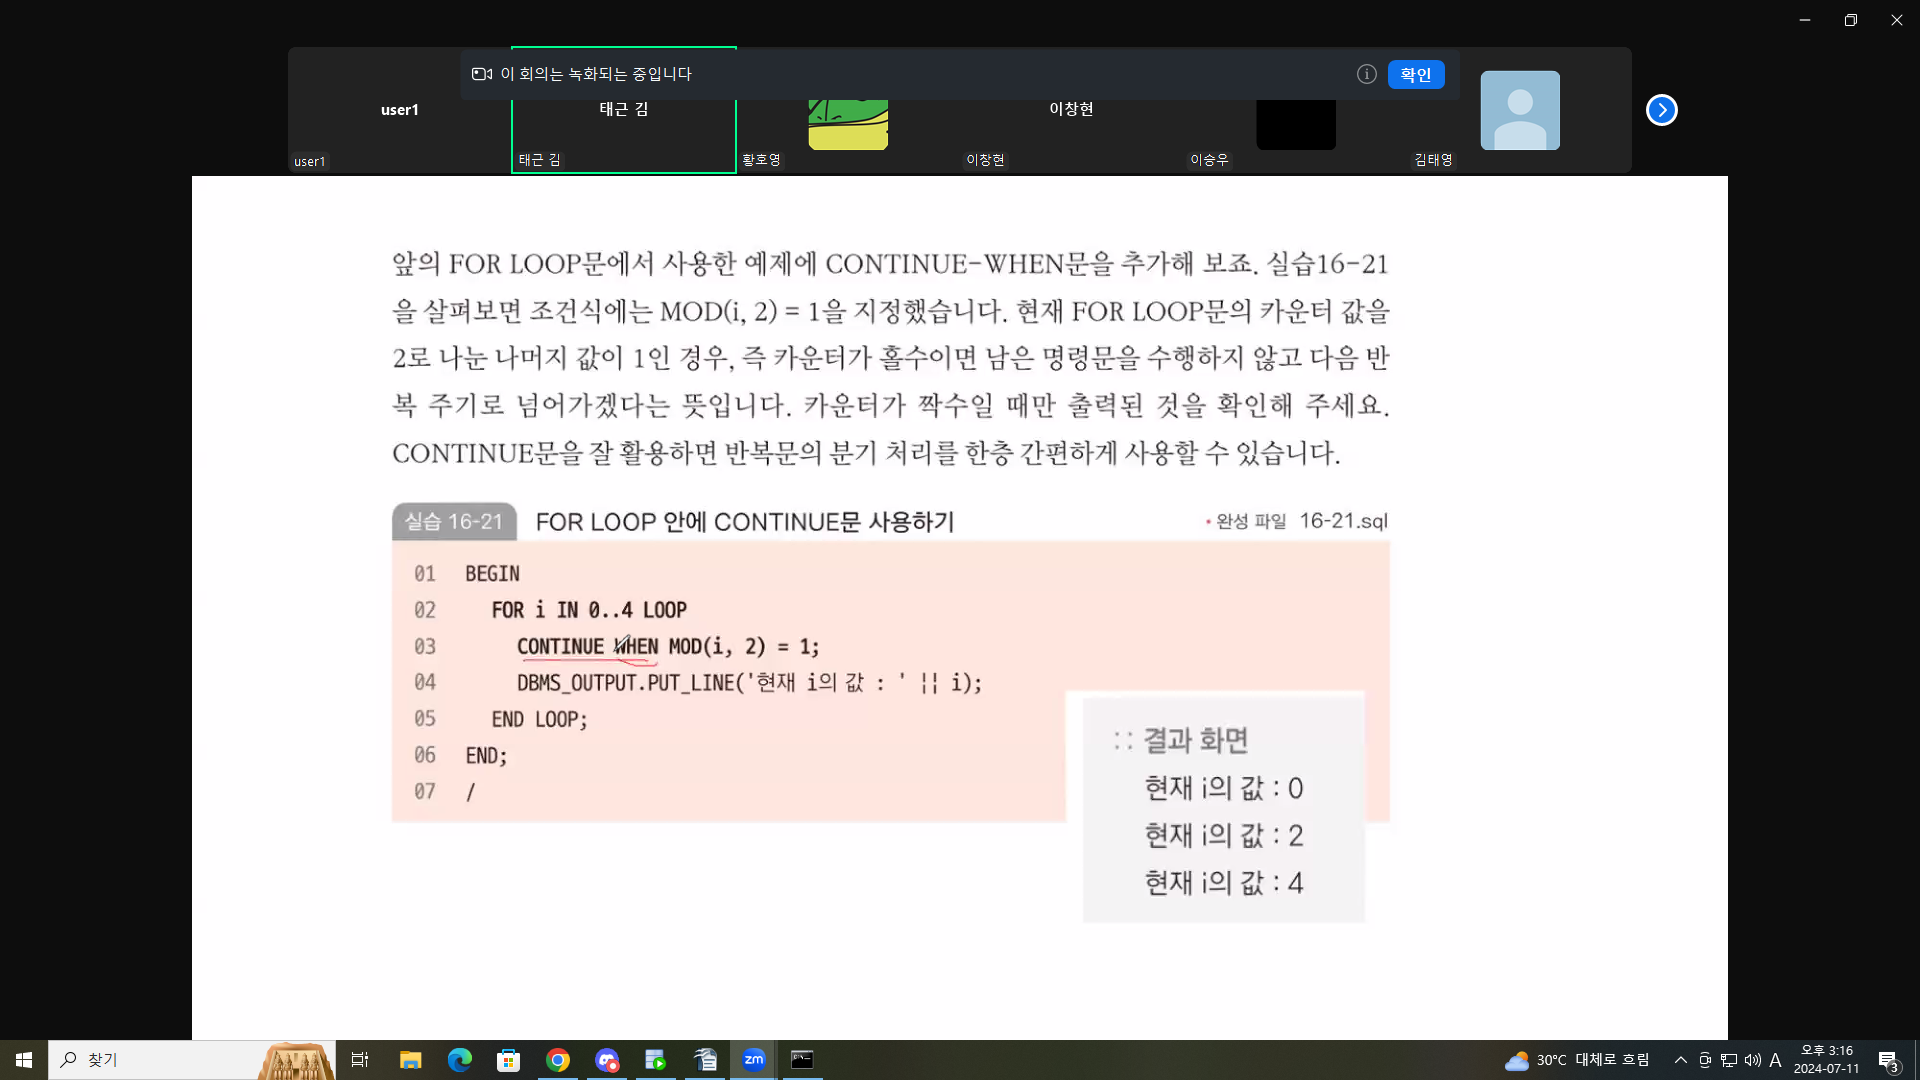 이 회의는 녹화되는 중입니다
확인
user1
태근 김
이창현
user1
태근 김
황호영
이창현
이승우
김태영
앞의 FOR LOOP문에서 사용한 예제에 CONTINUE-WHEN문을 추가해 보죠. 실습16-21
을 살펴보면 조건식에는 MOD(i, 2) = 1을 지정했습니다. 현재 FOR LOOP문의 카운터 값을
2로 나눈 나머지 값이 1인 경우, 즉 카운터가 홀수이면 남은 명령문을 수행하지 않고 다음 반
복 주기로 넘어가겠다는 뜻입니다. 카운터가 짝수일 때만 출력된 것을 확인해 주세요.
CONTINUE문을 잘 활용하면 반복문의 분기 처리를 한층 간편하게 사용할 수 있습니다.
실습 16-21 FOR LOOP 안에 CONTINUE문 사용하기 • 완성 파일 16-21.sql
01 BEGIN
02 FOR i IN 0..4 LOOP
03 CONTINUE WHEN MOD(i, 2) = 1;
04 DBMS_OUTPUT.PUT_LINE('현재 i의 값 : ' || i);
05 END LOOP;
06 END;
07 /
:: 결과 화면
현재 i의 값 : 0
현재 i의 값 : 2
현재 i의 값 : 4
찾기
zm
30°C 대체로 흐림
A
오후 3:16
2024-07-11
3